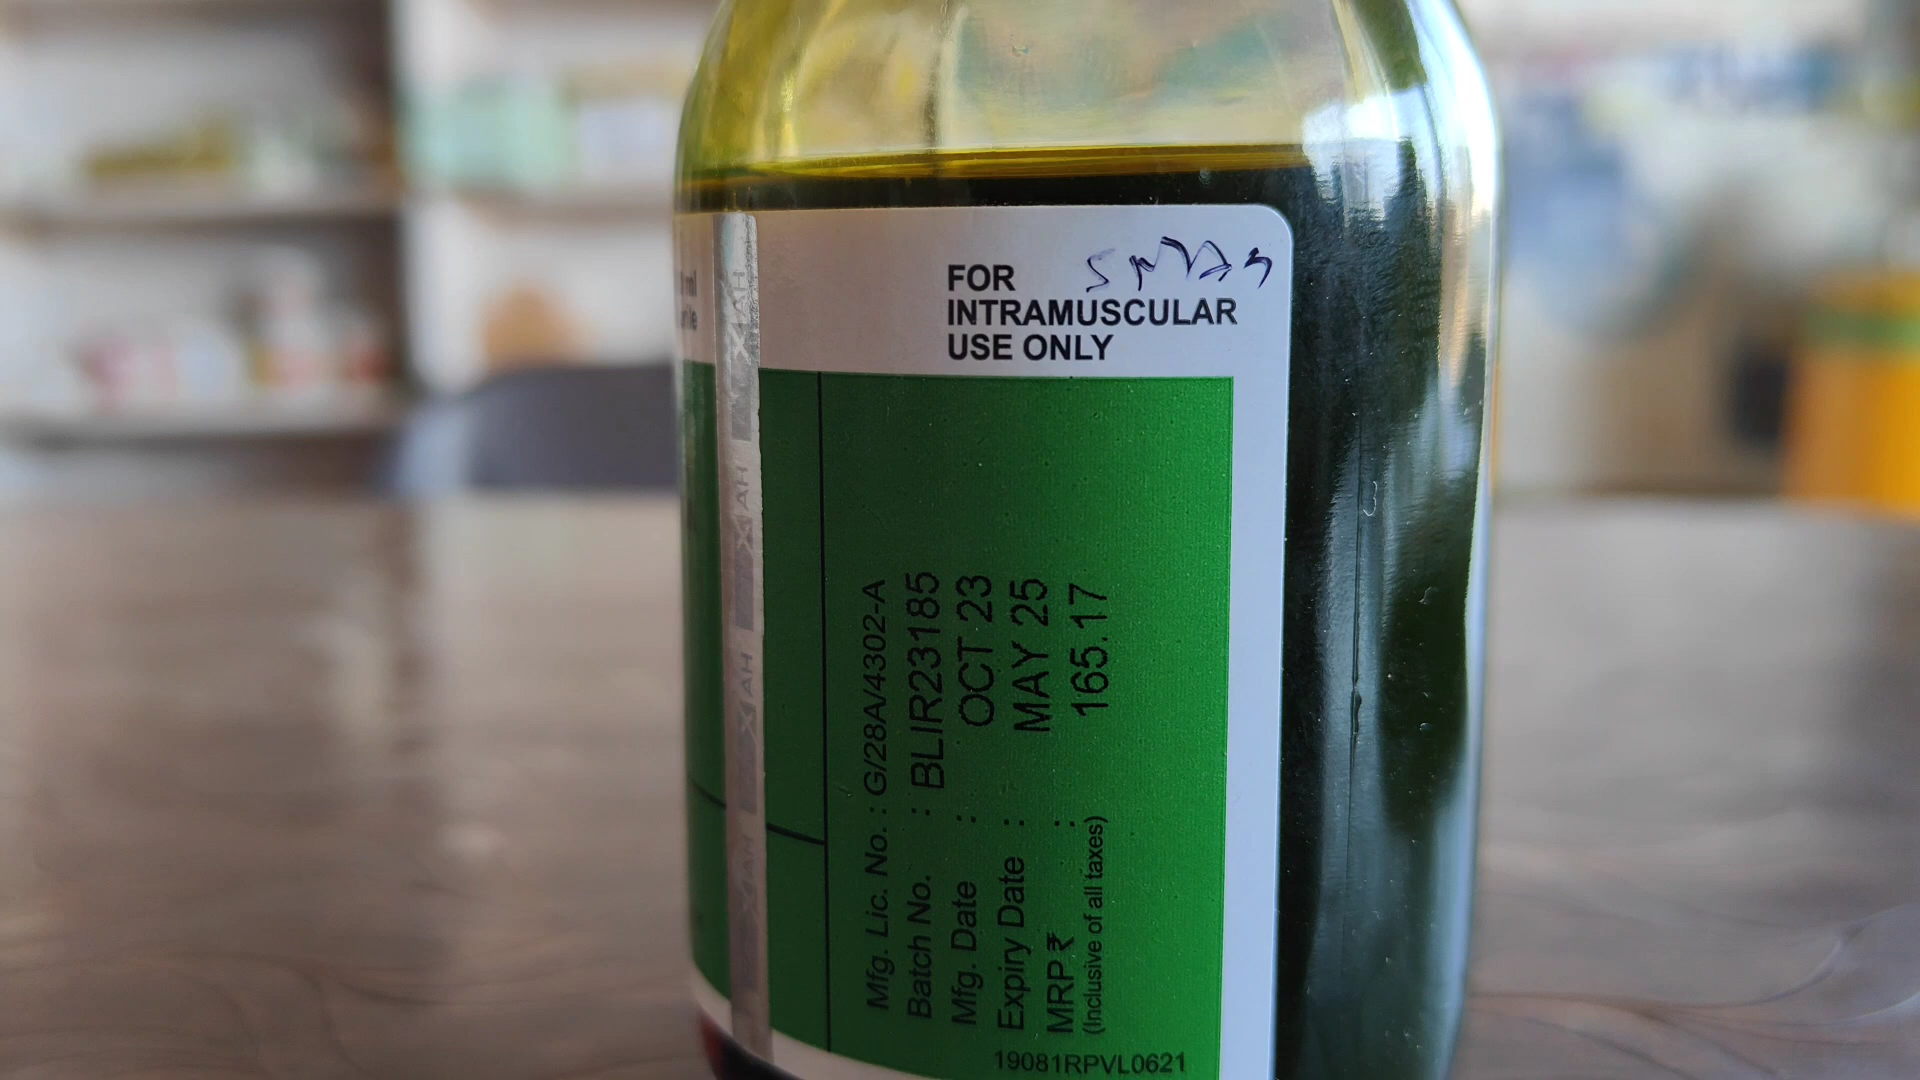 FOR
INTRAMUSCULAR
USE ONLY
Mfg. Lic. No. : G/28A/4302-A
Batch No. : BLIR23185
Mfg. Date : OCT 23
Expiry Date : MAY 25
MRP ₹ : 165.17
(Inclusive of all taxes)
19081RPVL0621